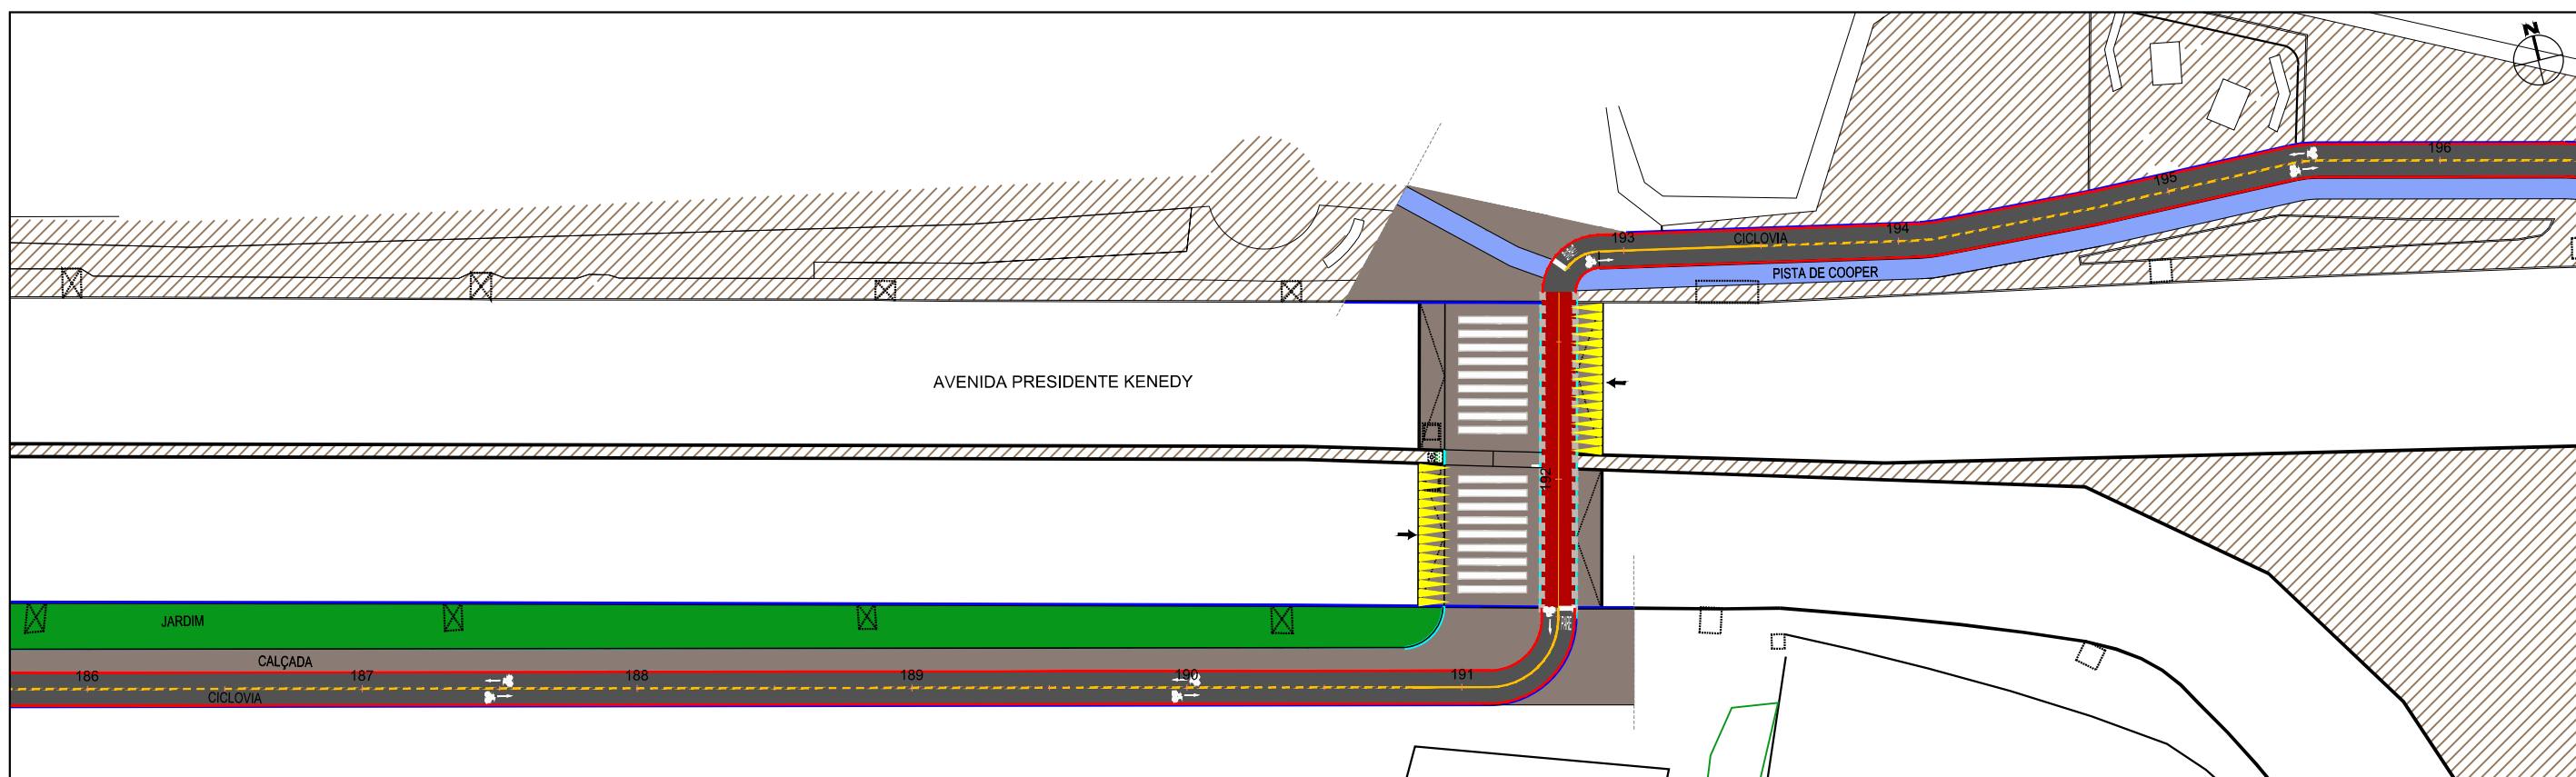 N
196
195
194
193
CICLOVIA
PISTA DE COOPER
AVENIDA PRESIDENTE KENEDY
192
JARDIM
CALÇADA
186
187
188
189
190
191
CICLOVIA